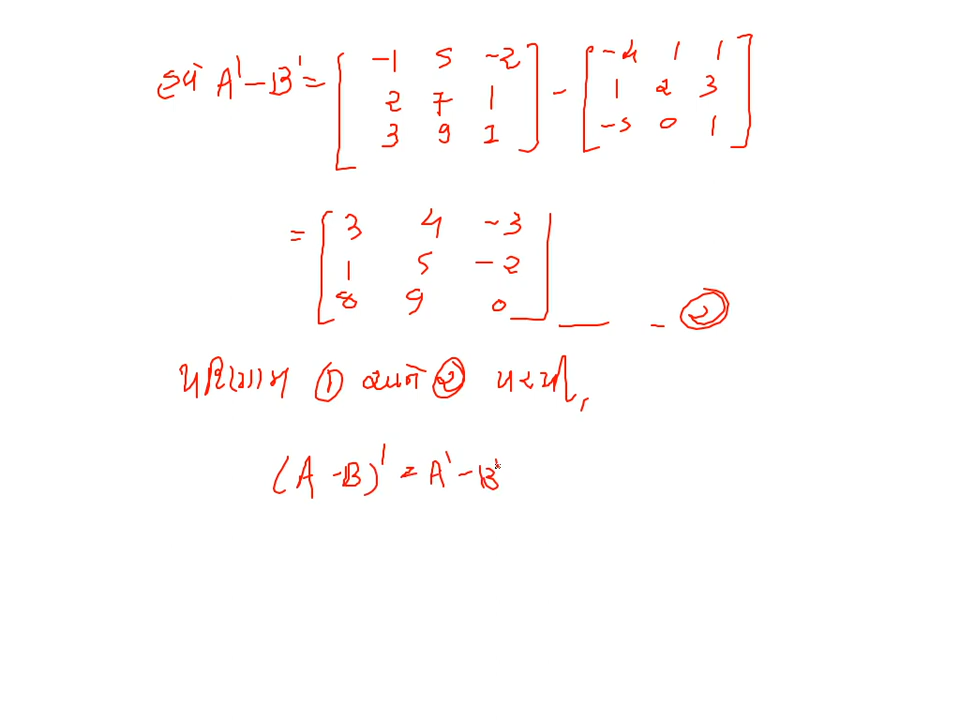 હવે A' - B' = [ -1 5 -2 ] - [ -4 1 1 ]
2 7 1 1 2 3
3 9 1 -5 0 1
= [ 3 4 -3 ]
1 5 -2
8 9 0 __ - ②
પરિણામ ① અને ② પરથી,
(A - B)' = A' - B'